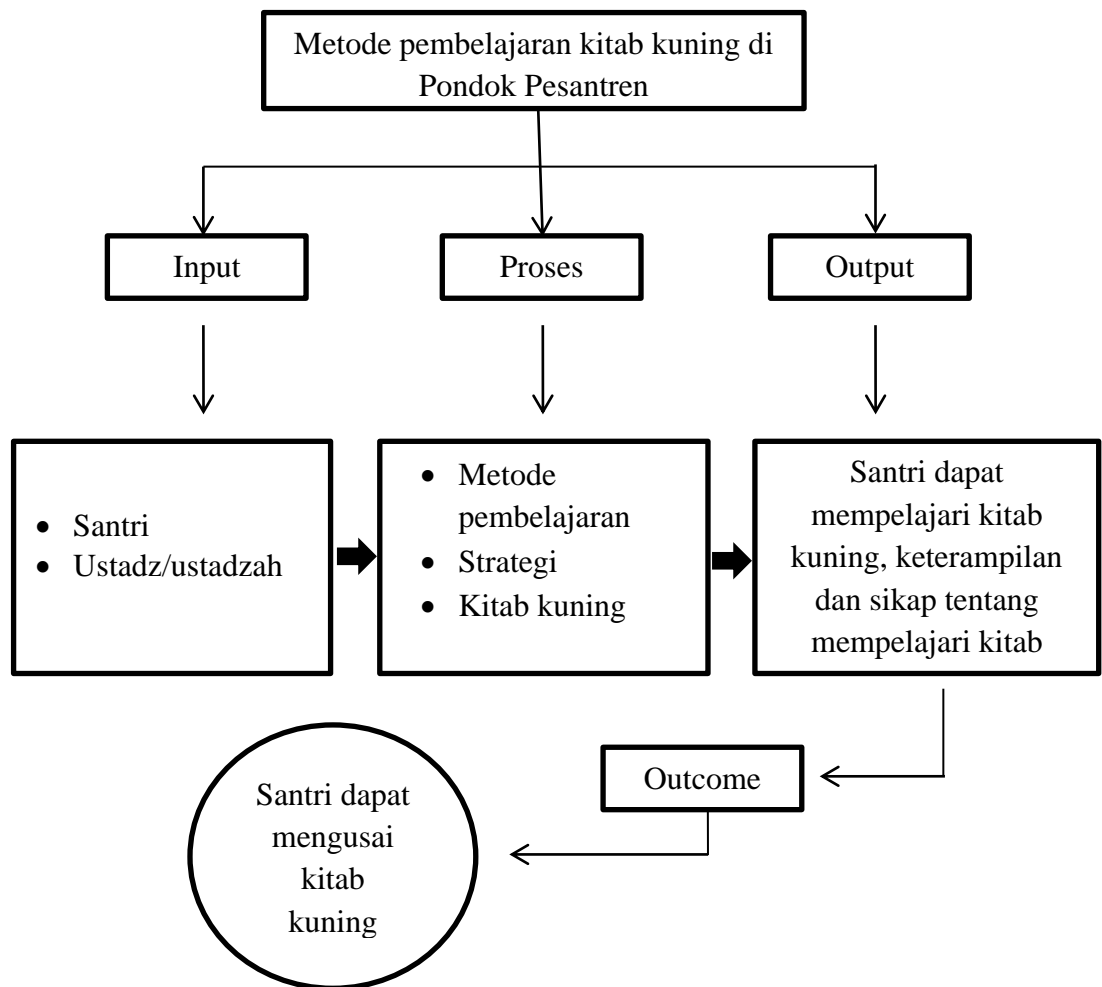 Metode pembelajaran kitab kuning di
Pondok Pesantren
Input
Proses
Output
• Santri
• Ustadz/ustadzah
• Metode
pembelajaran
• Strategi
• Kitab kuning
Santri dapat
mempelajari kitab
kuning, keterampilan
dan sikap tentang
mempelajari kitab
Outcome
Santri dapat
mengusai
kitab
kuning